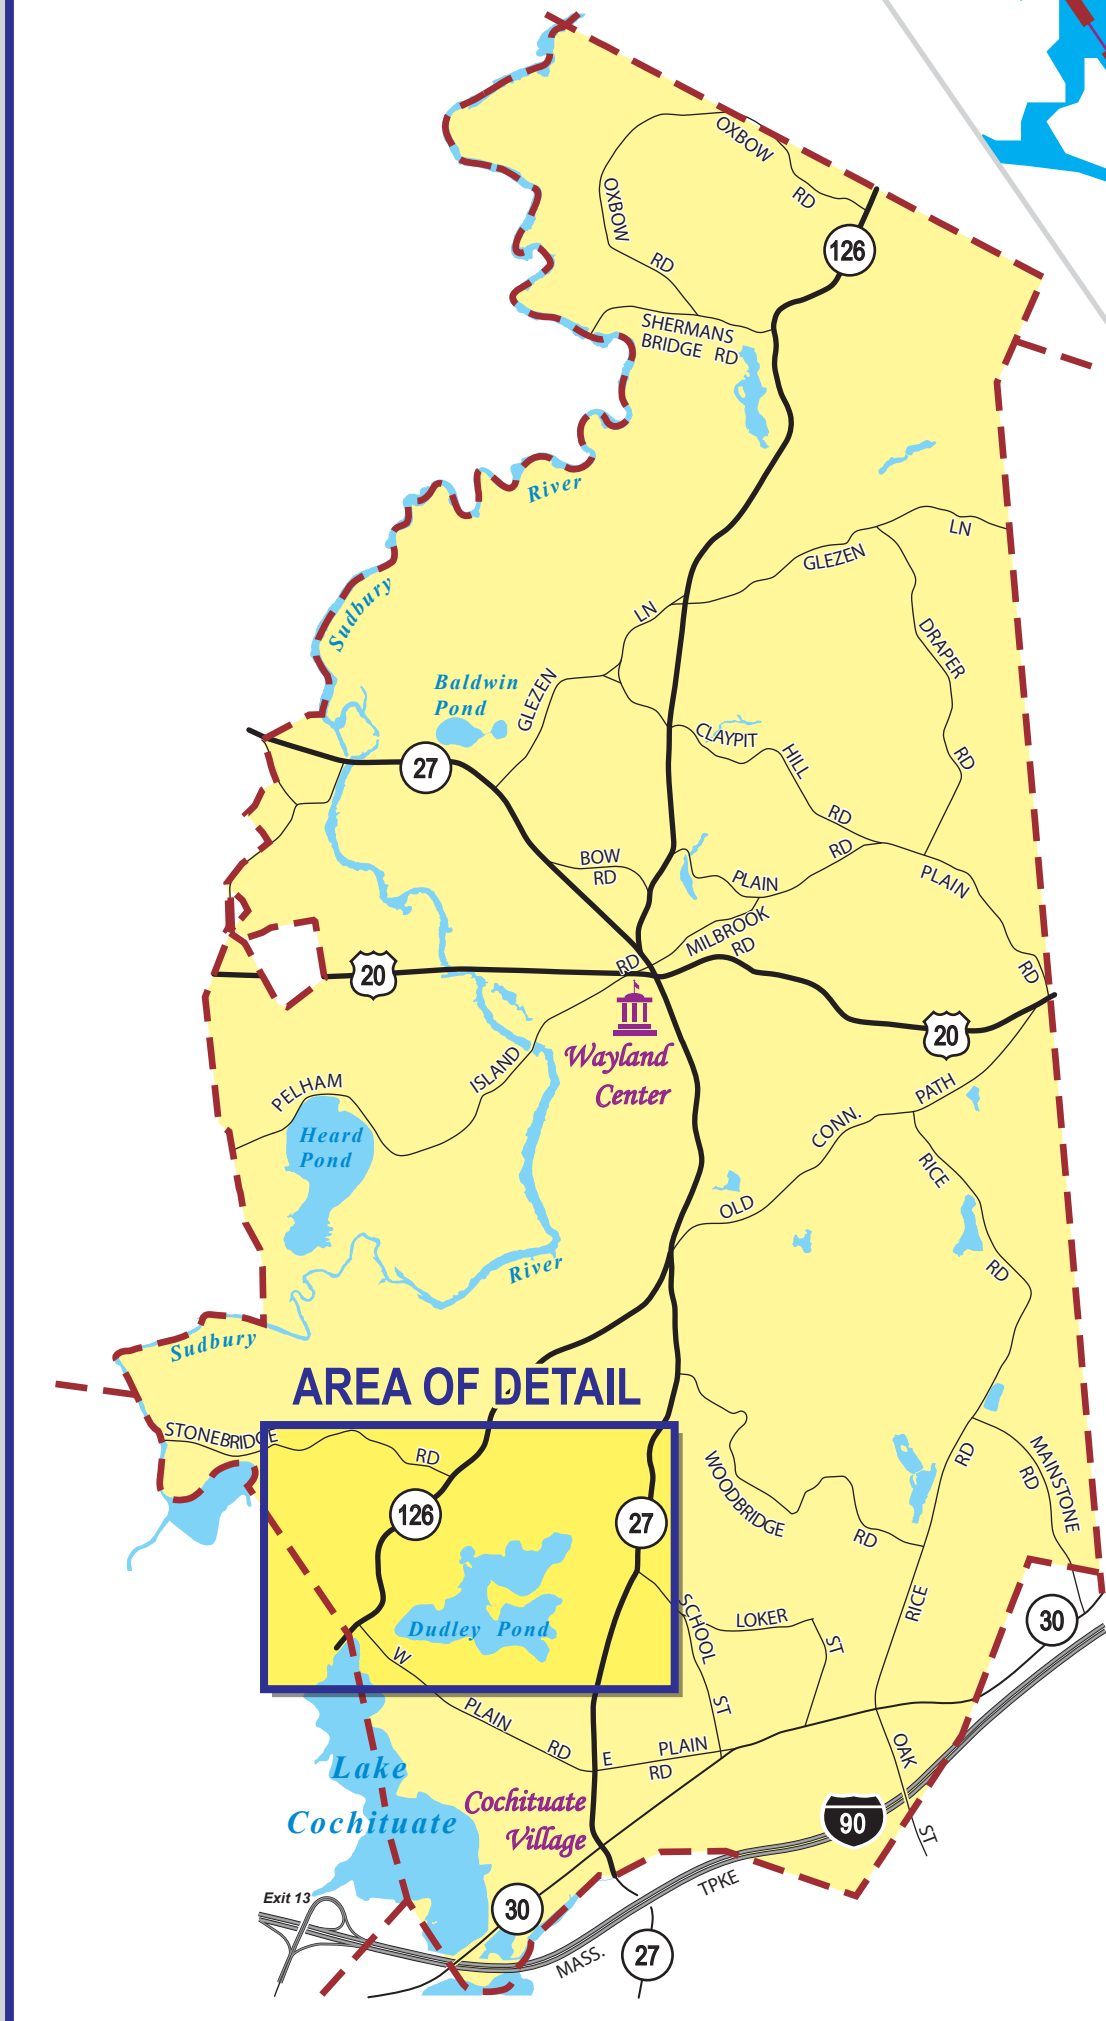 OXBOW
RD
OXBOW
RD
126
SHERMANS
BRIDGE RD
River
Sudbury
GLEZEN
LN
LN
GLEZEN
DRAPER
RD
Baldwin
Pond
27
CLAYPIT
HILL
RD
BOW
RD
PLAIN
RD
PLAIN
RD
MILBROOK
RD
RD
20
20
Wayland
Center
PELHAM
ISLAND
Heard
Pond
CONN.
PATH
OLD
RICE
RD
River
Sudbury
AREA OF DETAIL
STONEBRIDGE
RD
126
27
WOODBRIDGE
RD
RD
MAINSTONE
RD
RICE
Dudley Pond
SCHOOL
ST
LOKER
ST
30
W
PLAIN
RD
E
PLAIN
RD
OAK
ST
Lake
Cochituate
Cochituate
Village
90
TPKE
Exit 13
30
MASS.
27